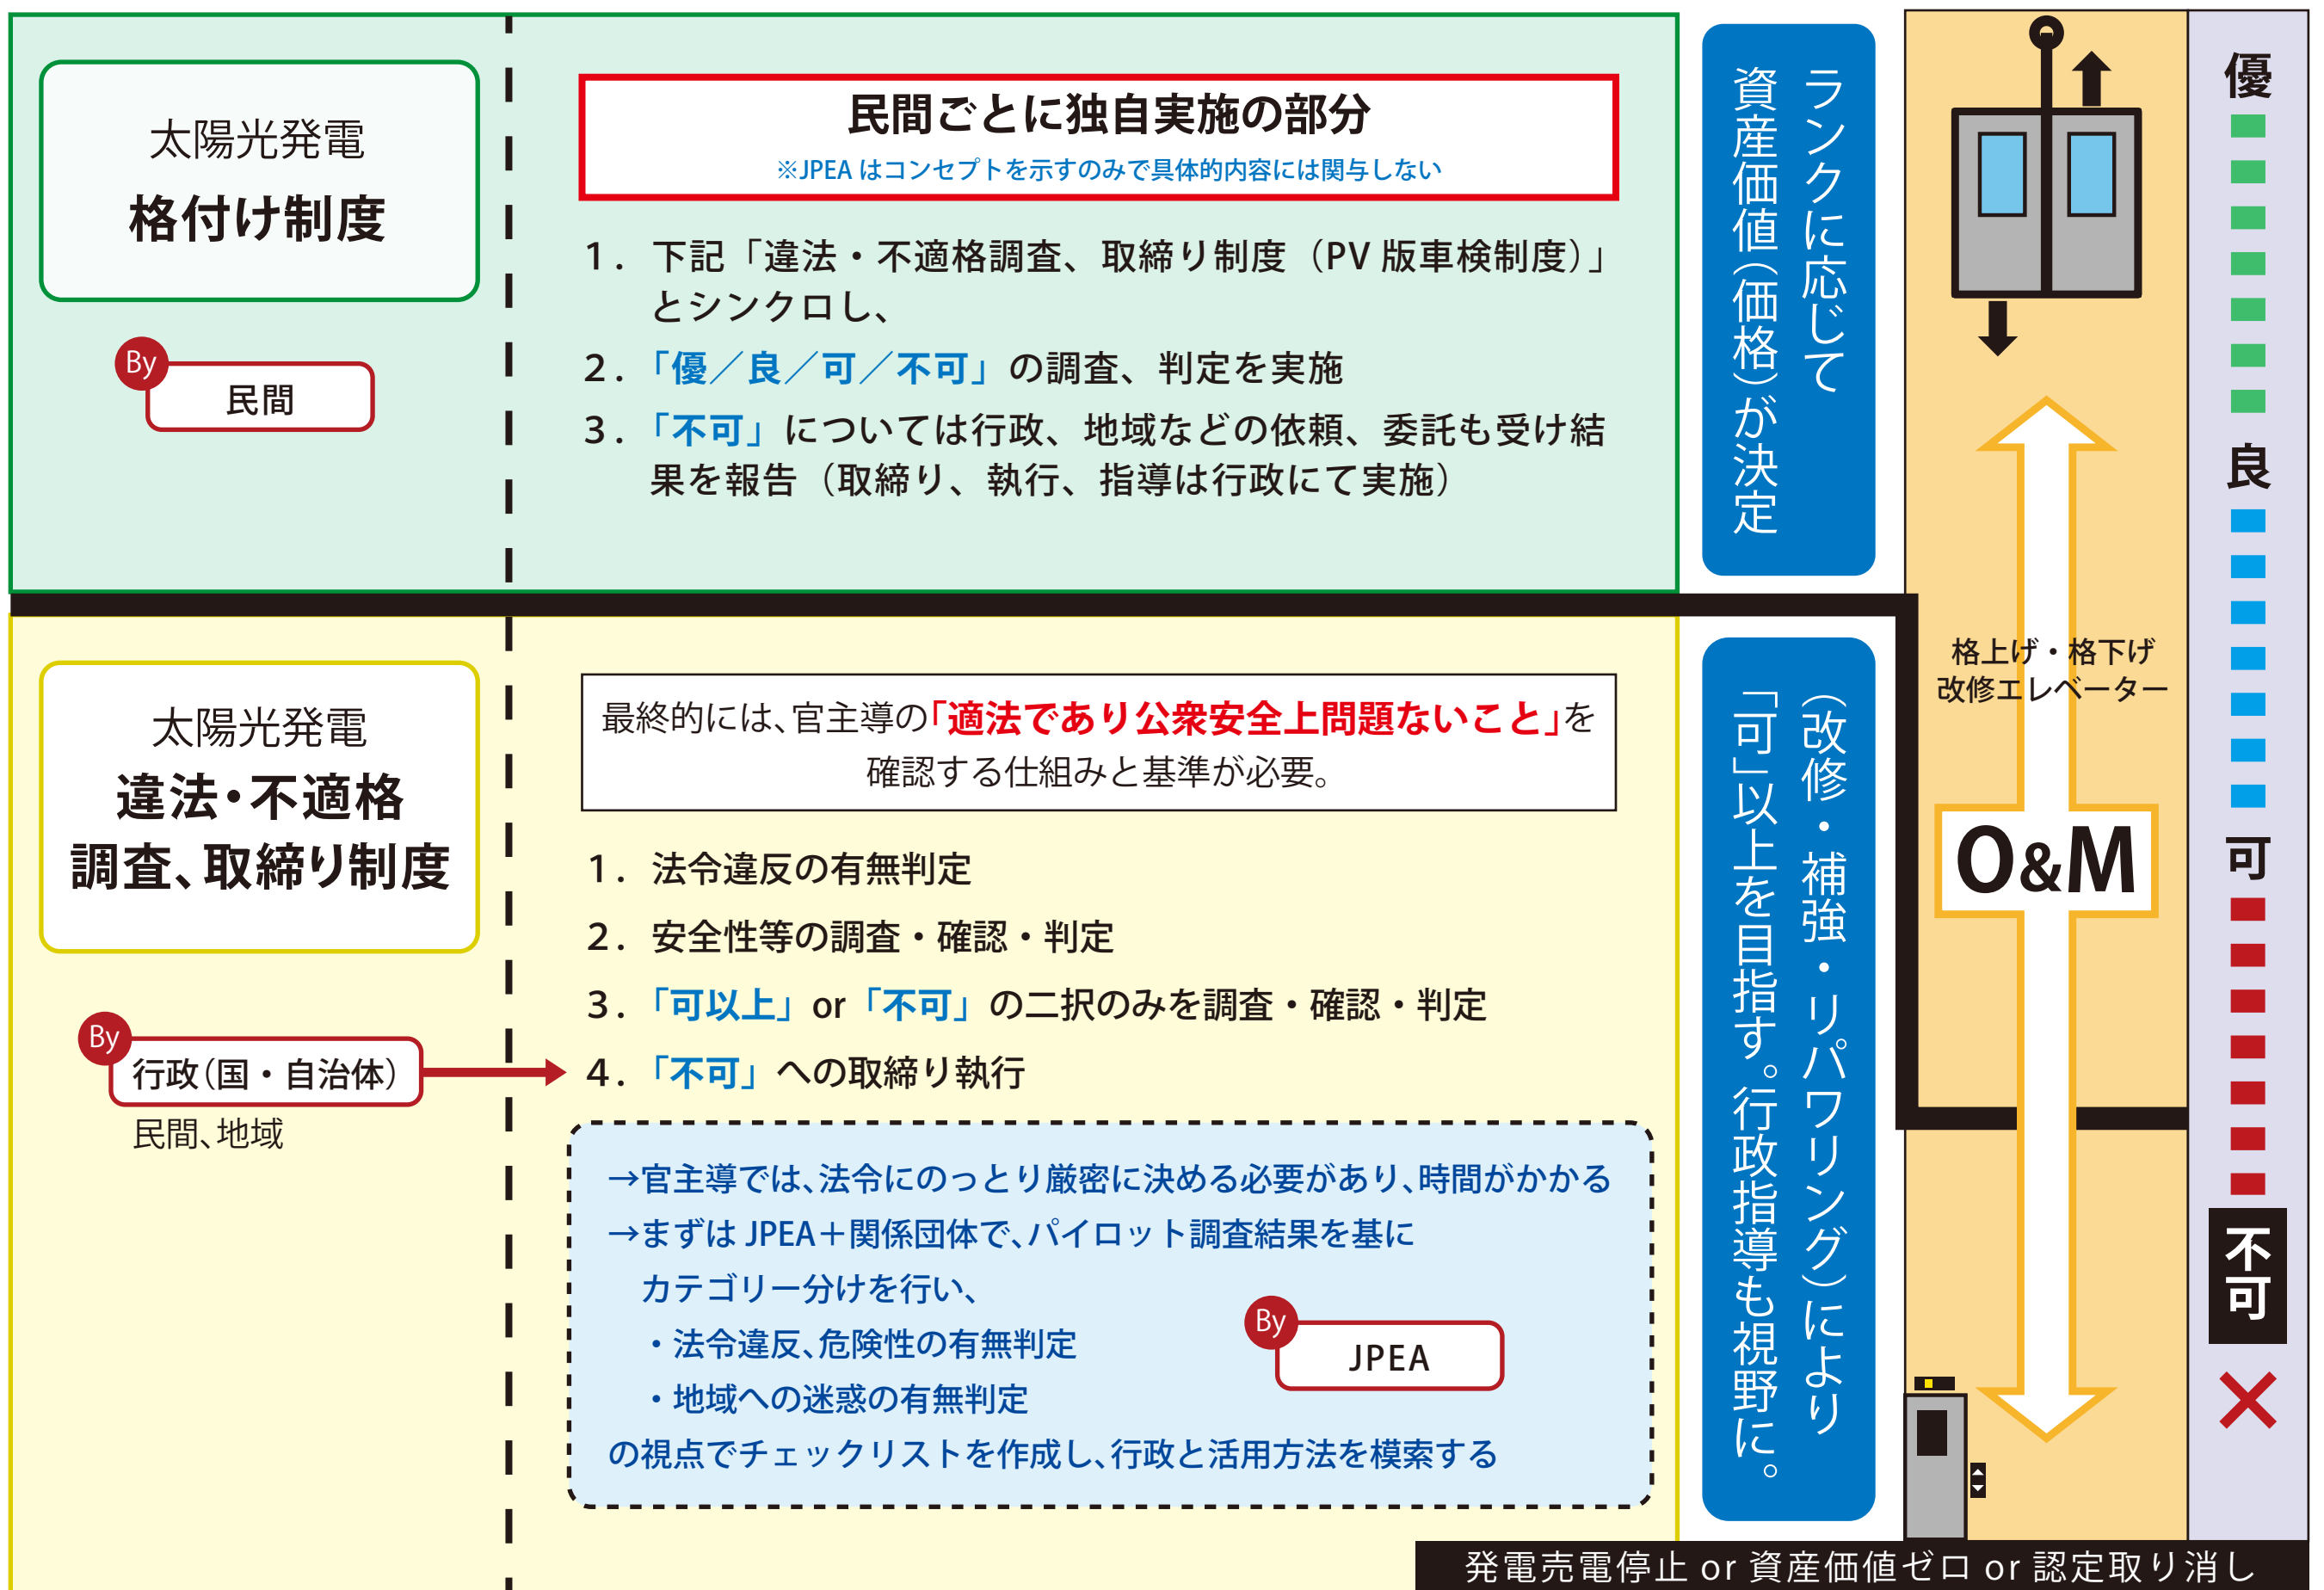 太陽光発電
格付け制度
By
民間
民間ごとに独自実施の部分
※JPEA はコンセプトを示すのみで具体的内容には関与しない
1. 下記「違法・不適格調査、取締り制度（PV 版車検制度）」
とシンクロし、
2. 「優／良／可／不可」の調査、判定を実施
3. 「不可」については行政、地域などの依頼、委託も受け結
果を報告（取締り、執行、指導は行政にて実施）
ランクに応じて
資産価値（価格）が決定
太陽光発電
違法・不適格
調査、取締り制度
By
行政（国・自治体）
民間、地域
最終的には、官主導の「適法であり公衆安全上問題ないこと」を
確認する仕組みと基準が必要。
1. 法令違反の有無判定
2. 安全性等の調査・確認・判定
3. 「可以上」or「不可」の二択のみを調査・確認・判定
4. 「不可」への取締り執行
→官主導では、法令にのっとり厳密に決める必要があり、時間がかかる
→まずは JPEA＋関係団体で、パイロット調査結果を基に
カテゴリー分けを行い、
・法令違反、危険性の有無判定
・地域への迷惑の有無判定
の視点でチェックリストを作成し、行政と活用方法を模索する
By
JPEA
（改修・補強・リパワリング）により
「可」以上を目指す。行政指導も視野に。
格上げ・格下げ
改修エレベーター
O&M
優
良
可
不可
発電売電停止 or 資産価値ゼロ or 認定取り消し